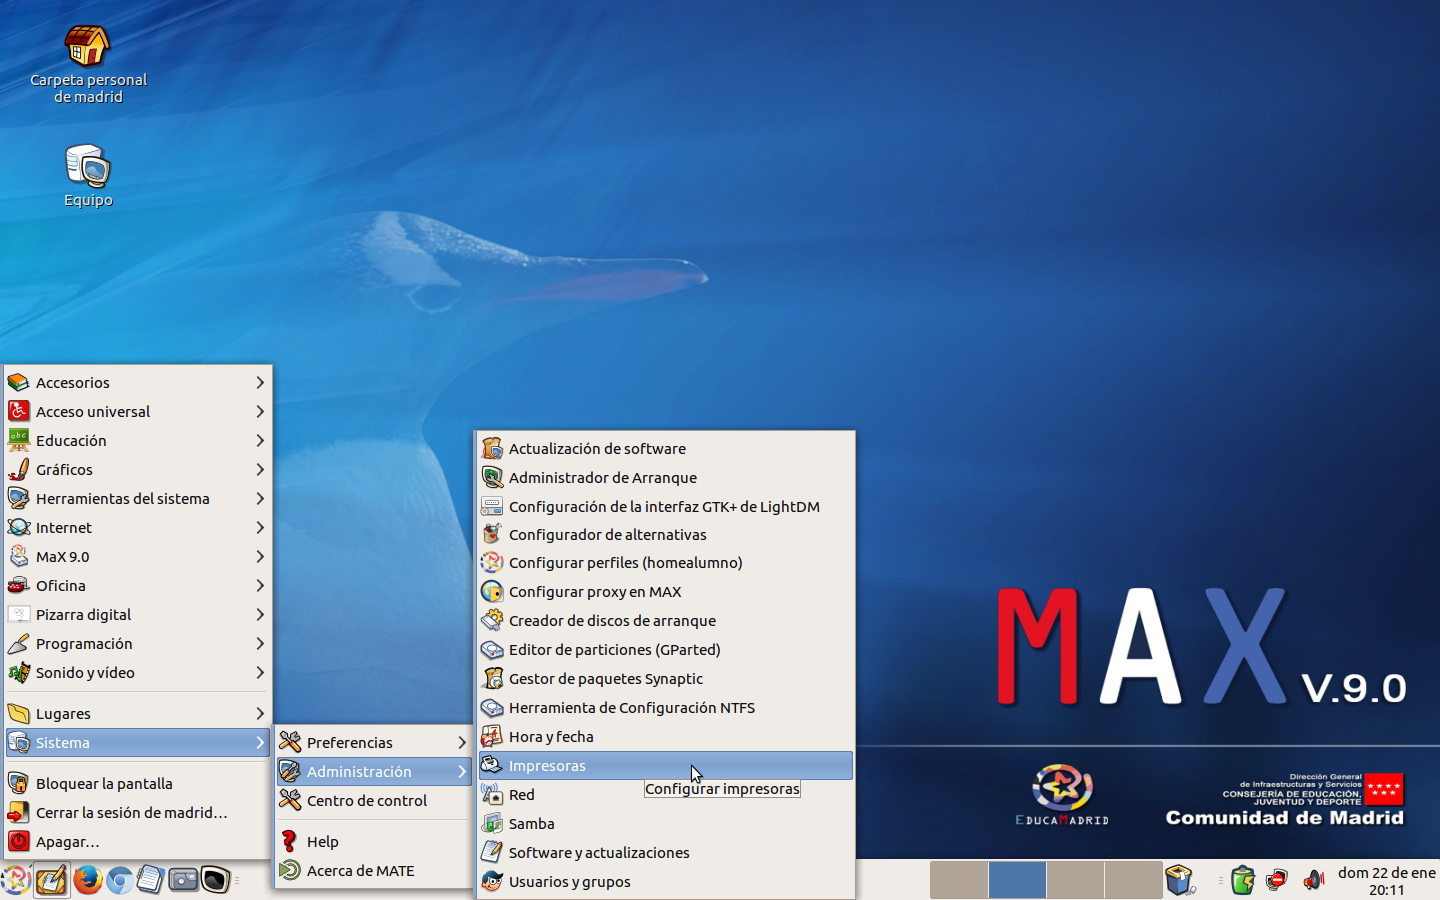 Carpeta personal
de madrid
Equipo
Accesorios
Acceso universal
Educación
Gráficos
Herramientas del sistema
Internet
MaX 9.0
Oficina
Pizarra digital
Programación
Sonido y vídeo
Lugares
Sistema
Bloquear la pantalla
Cerrar la sesión de madrid...
Apagar...
Preferencias
Administración
Centro de control
Help
Acerca de MATE
Actualización de software
Administrador de Arranque
Configuración de la interfaz GTK+ de LightDM
Configurador de alternativas
Configurar perfiles (homealumno)
Configurar proxy en MAX
Creador de discos de arranque
Editor de particiones (GParted)
Gestor de paquetes Synaptic
Herramienta de Configuración NTFS
Hora y fecha
Impresoras
Configurar impresoras
Red
Samba
Software y actualizaciones
Usuarios y grupos
MAX V.9.0
EDUCAMADRID
Dirección General
de Infraestructuras y Servicios
CONSEJERÍA DE EDUCACIÓN,
JUVENTUD Y DEPORTE
Comunidad de Madrid
dom 22 de ene
20:11